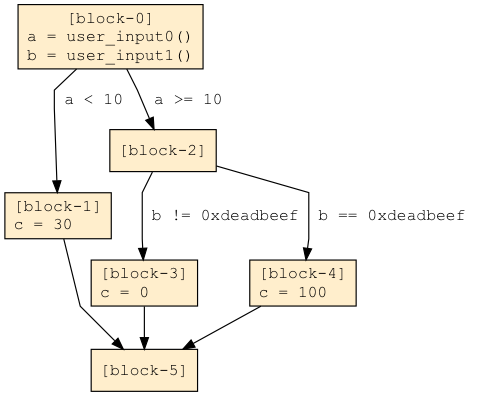 [block-0]
a = user_input0()
b = user_input1()
a < 10
a >= 10
[block-2]
[block-1]
c = 30
b != 0xdeadbeef
b == 0xdeadbeef
[block-3]
c = 0
[block-4]
c = 100
[block-5]